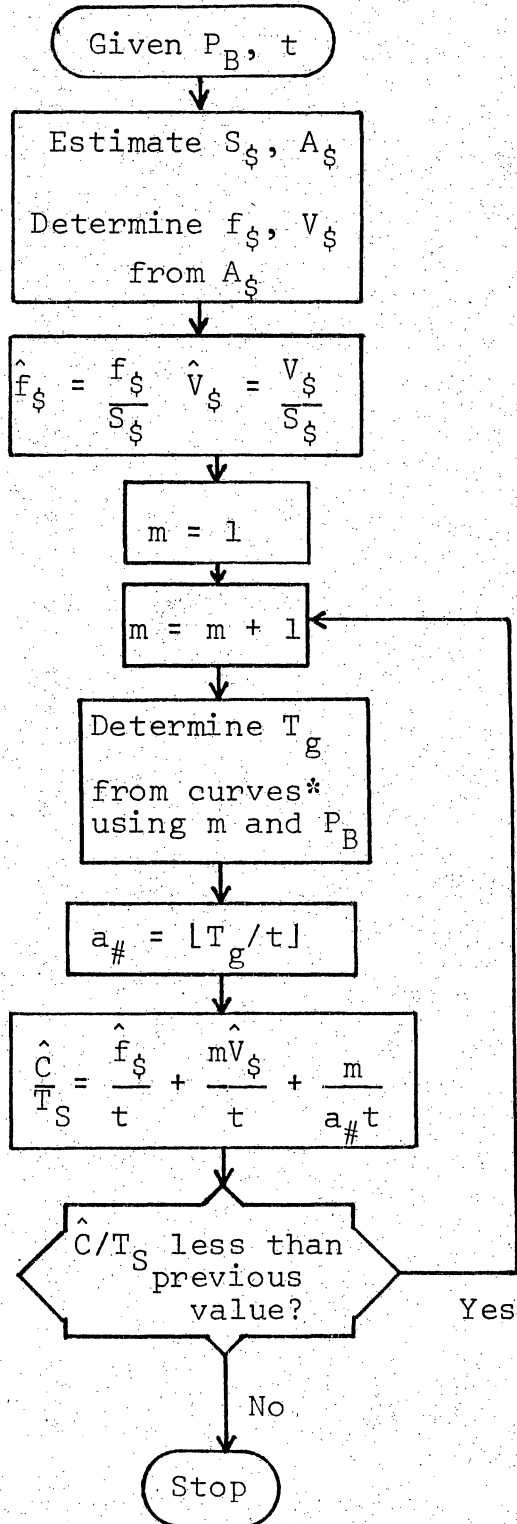 Given P_B, t
Estimate S_$, A_$
Determine f_$, V_$
from A_$
f̂_$ = f_$/S_$ V̂_$ = V_$/S_$
m = 1
m = m + 1
Determine T_g
from curves*
using m and P_B
a_# = ⌊T_g/t⌋
Ĉ/T_S = f̂_$/t + mV̂_$/t + m/(a_# t)
Ĉ/T_S less than
previous
value?
Yes
No
Stop